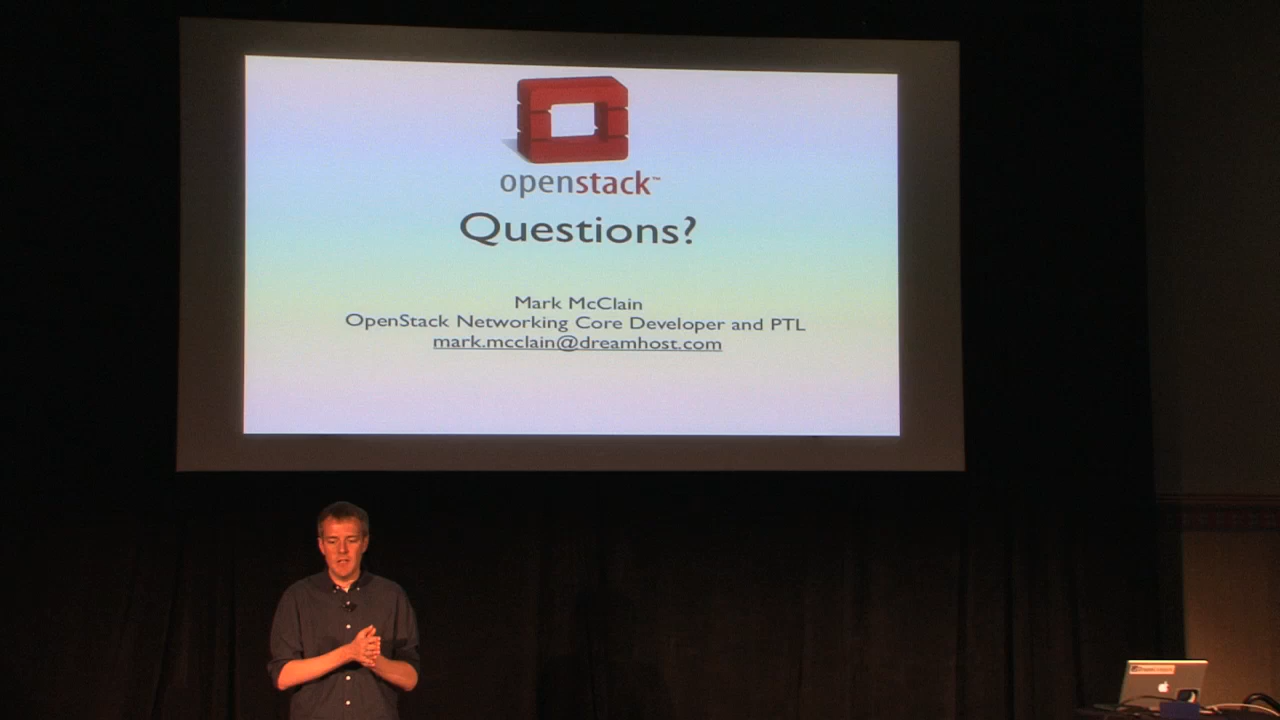 openstack™
Questions?
Mark McClain
OpenStack Networking Core Developer and PTL
mark.mcclain@dreamhost.com